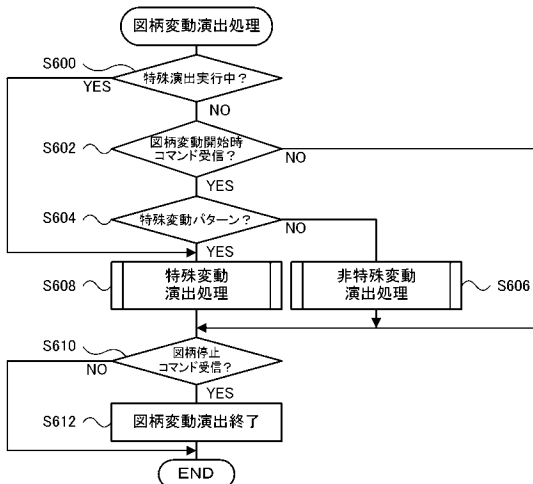 図柄変動演出処理
S600
特殊演出実行中？
YES
NO
S602
図柄変動開始時
コマンド受信？
NO
YES
S604
特殊変動パターン？
NO
YES
S608
特殊変動
演出処理
非特殊変動
演出処理
S606
S610
図柄停止
コマンド受信？
NO
YES
S612
図柄変動演出終了
END